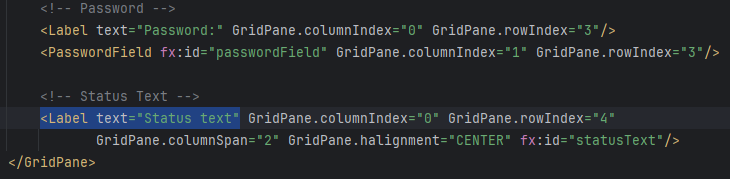 <!-- Password -->
<Label text="Password:" GridPane.columnIndex="0" GridPane.rowIndex="3"/>
<PasswordField fx:id="passwordField" GridPane.columnIndex="1" GridPane.rowIndex="3"/>
<!-- Status Text -->
<Label text="Status text" GridPane.columnIndex="0" GridPane.rowIndex="4"
GridPane.columnSpan="2" GridPane.halignment="CENTER" fx:id="statusText"/>
</GridPane>